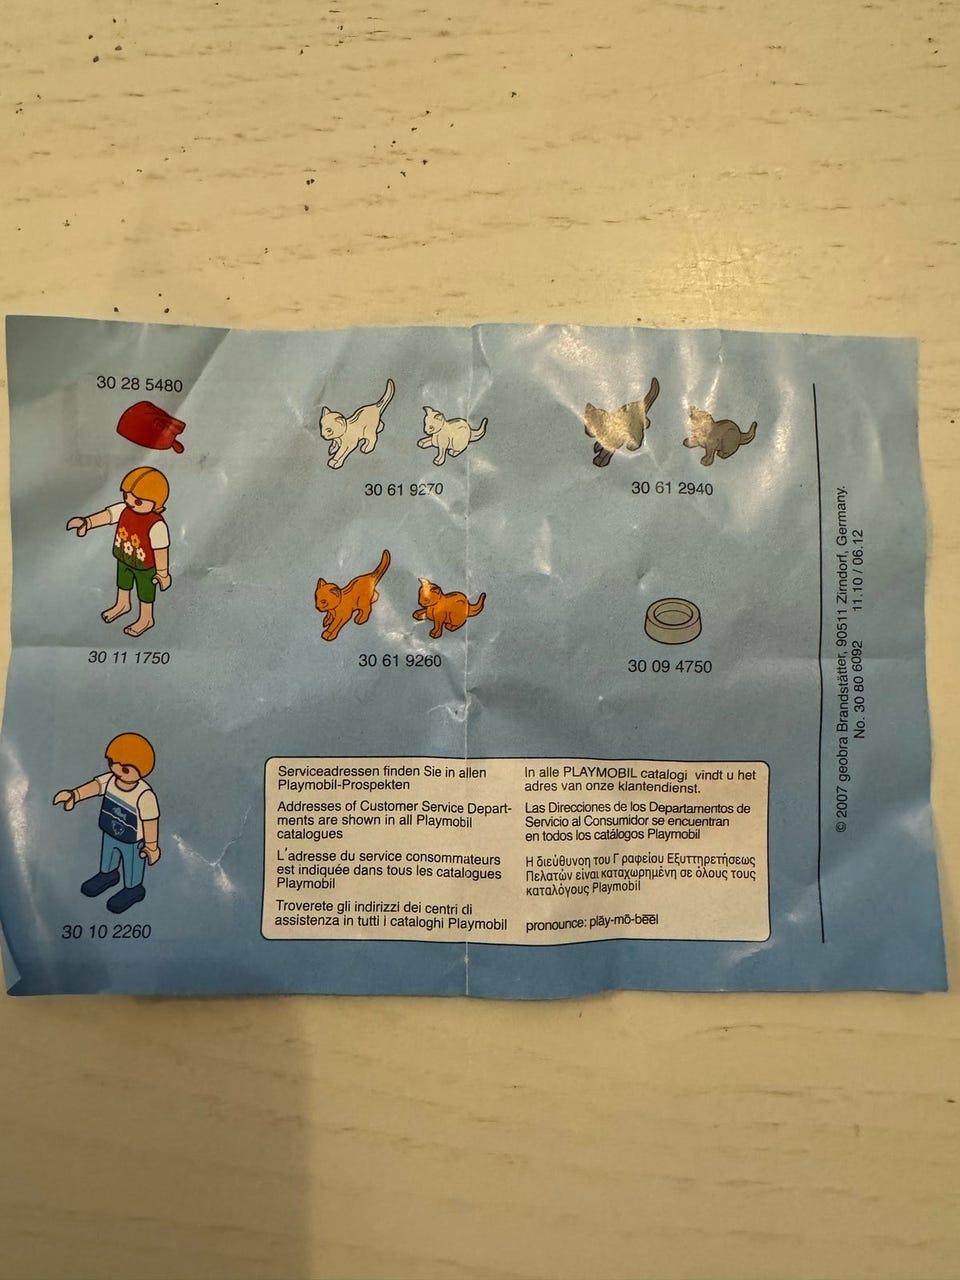 30 28 5480
30 61 9270
30 61 2940
30 11 1750
30 61 9260
30 09 4750
30 10 2260
Serviceadressen finden Sie in allen
Playmobil-Prospekten
Addresses of Customer Service Depart-
ments are shown in all Playmobil
catalogues
L'adresse du service consommateurs
est indiquée dans tous les catalogues
Playmobil
Troverete gli indirizzi dei centri di
assistenza in tutti i cataloghi Playmobil
In alle PLAYMOBIL catalogi vindt u het
adres van onze klantendienst.
Las Direcciones de los Departamentos de
Servicio al Consumidor se encuentran
en todos los catálogos Playmobil
Η διεύθυνση του Γραφείου Εξυττηρετήσεως
Πελατών είναι καταχωρημένη σε όλους τους
καταλόγους Playmobil
pronounce: plāy-mō-bēēl
© 2007 geobra Brandstätter, 90511 Zirndorf, Germany.
No. 30 80 6092 11.10 / 06.12